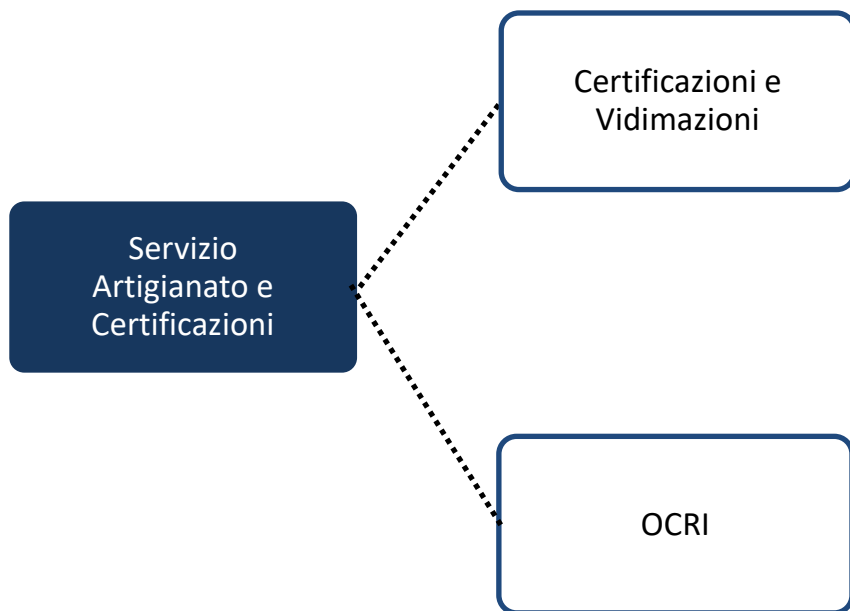 Certificazioni e
Vidimazioni
Servizio
Artigianato e
Certificazioni
OCRI